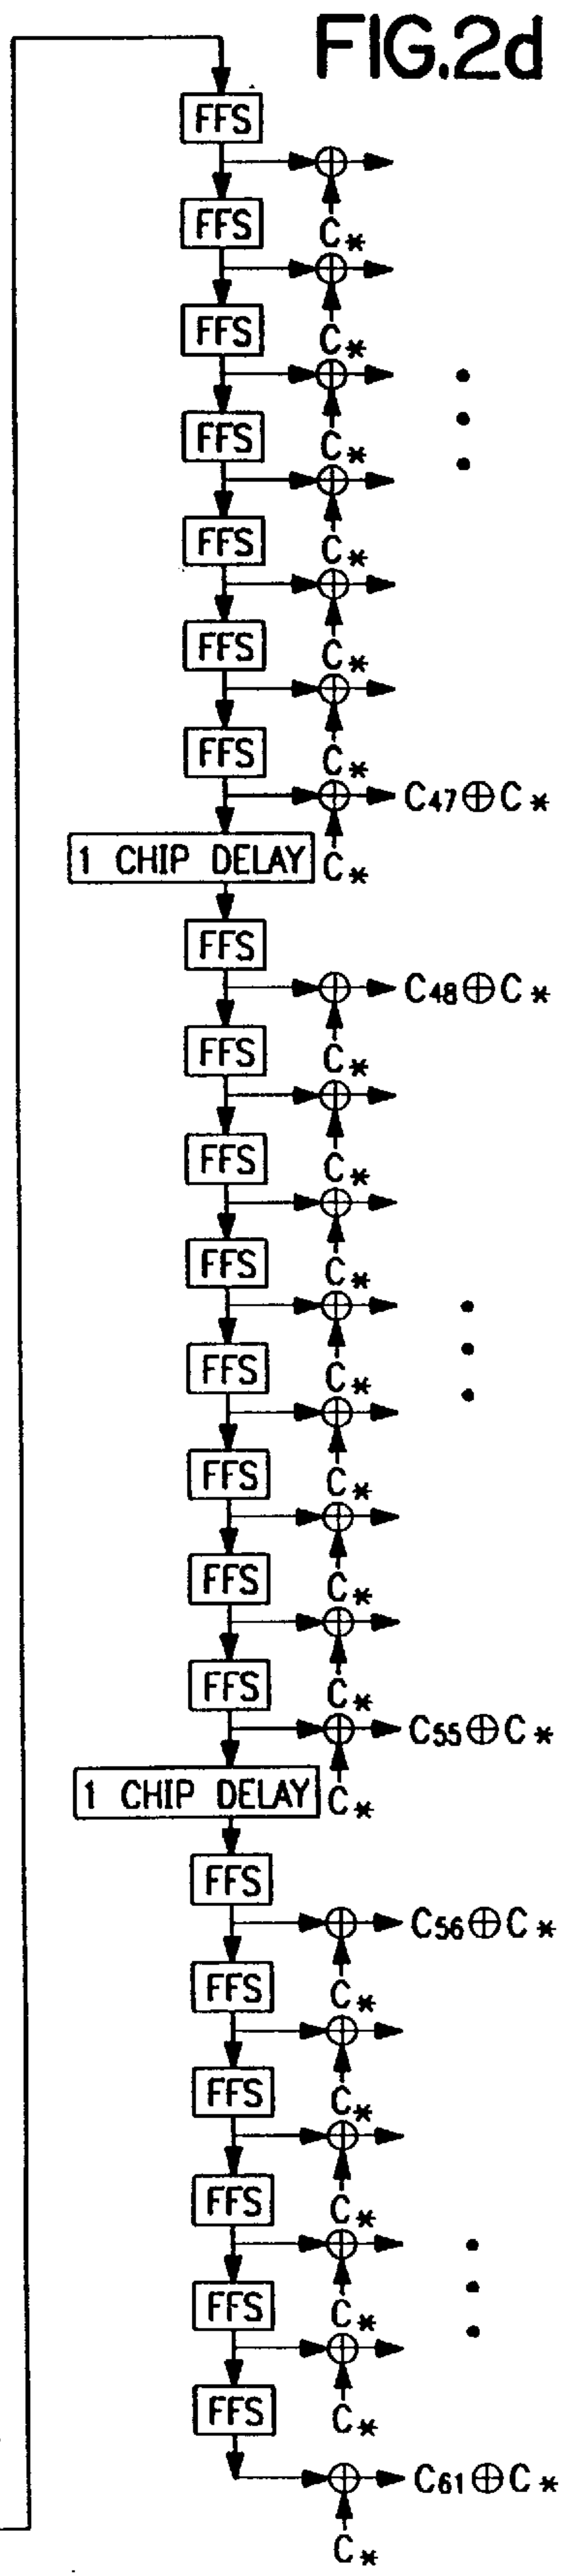 FIG.2d
FFS
FFS
C*
FFS
C*
FFS
C*
FFS
C*
FFS
C*
FFS
C*
C47⊕C*
1 CHIP DELAY
C*
FFS
C48⊕C*
FFS
C*
FFS
C*
FFS
C*
FFS
C*
FFS
C*
FFS
C*
FFS
C*
C55⊕C*
1 CHIP DELAY
C*
FFS
C56⊕C*
FFS
C*
FFS
C*
FFS
C*
FFS
C*
FFS
C*
C61⊕C*
C*